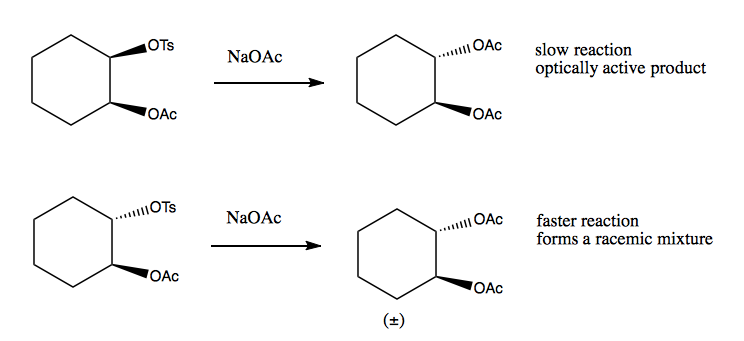 OTs
NaOAc
OAc
OAc
OAc
slow reaction
optically active product
OTs
NaOAc
OAc
OAc
OAc
faster reaction
forms a racemic mixture
(±)